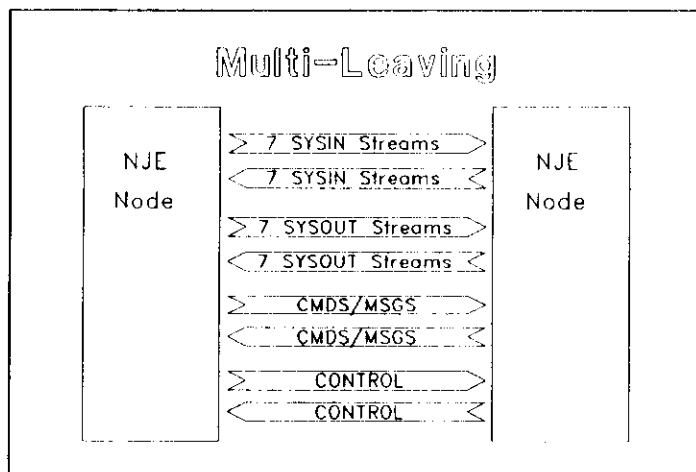 Multi-Leaving
NJE
Node
7 SYSIN Streams
7 SYSIN Streams
7 SYSOUT Streams
7 SYSOUT Streams
CMDS/MSGS
CMDS/MSGS
CONTROL
CONTROL
NJE
Node